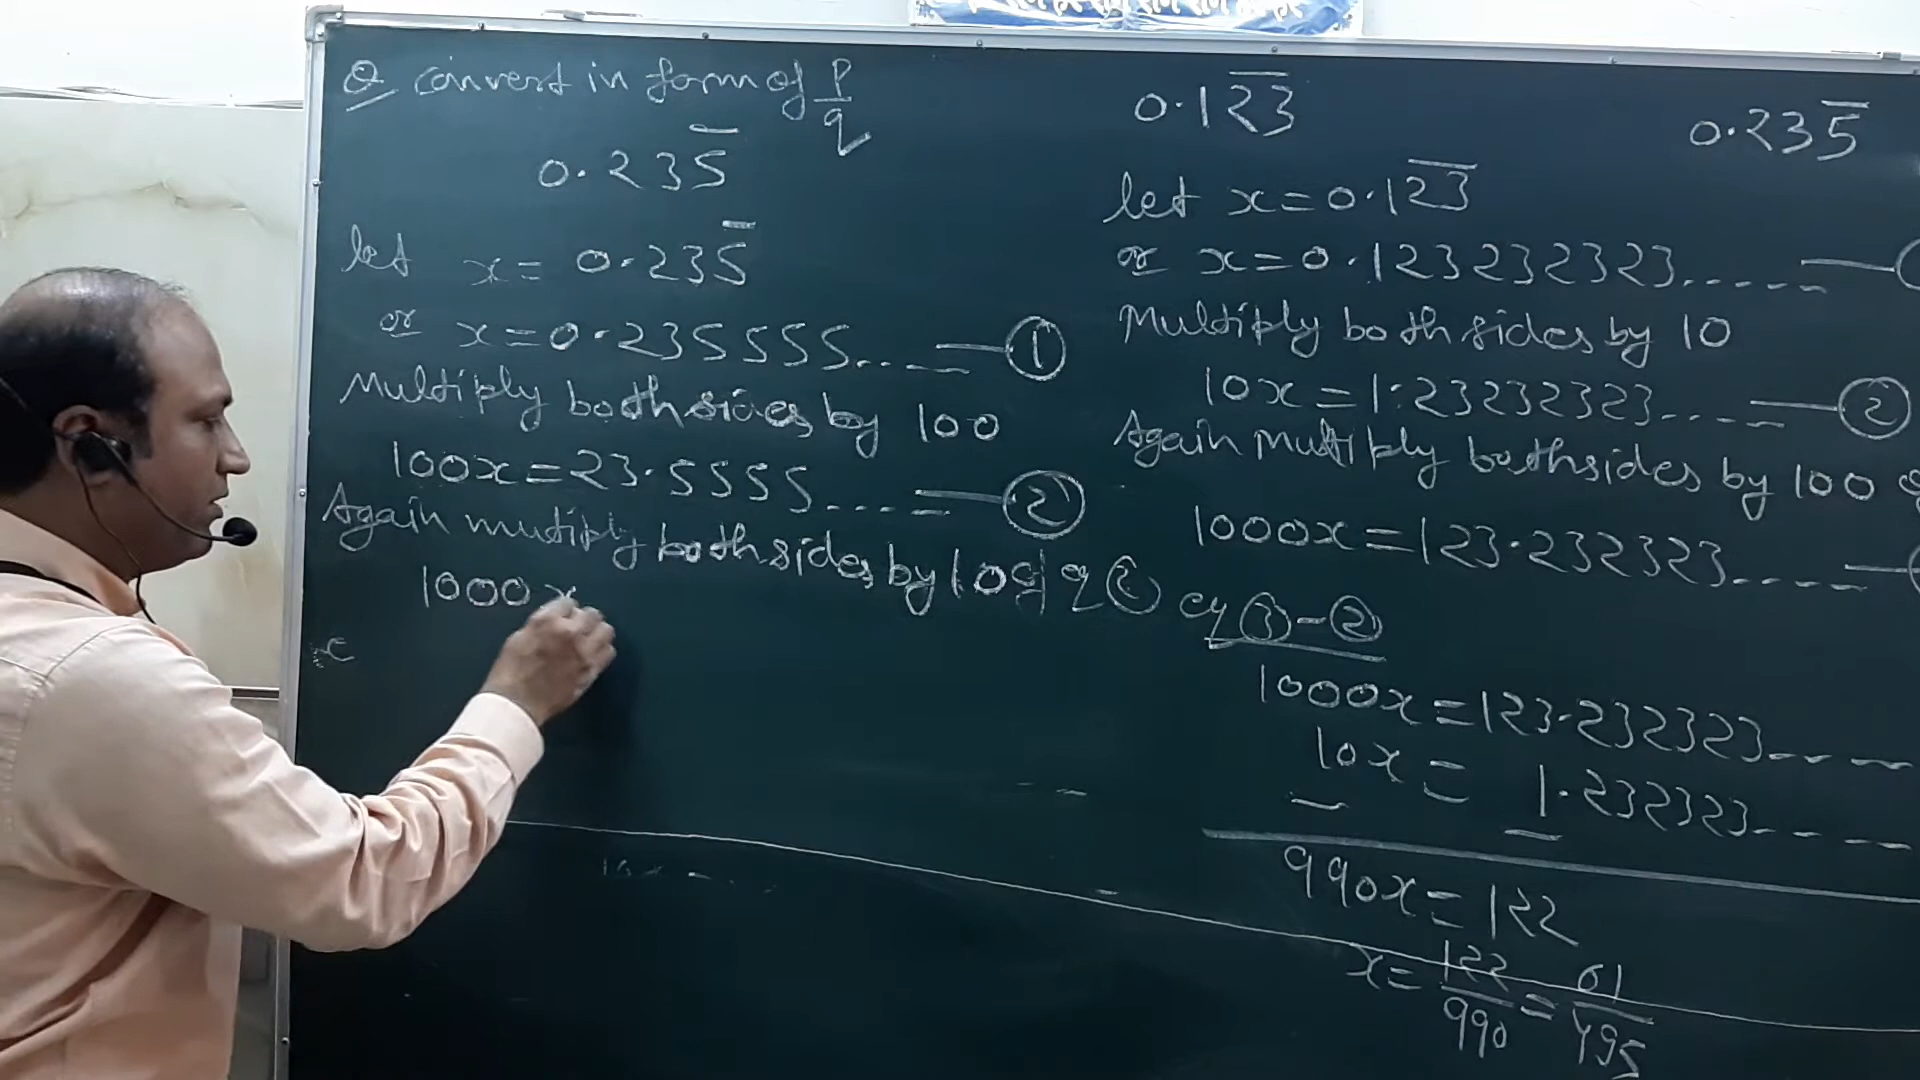 Q Convert in form of p/q
0.235̅
let x = 0.235̅
or x = 0.235555....— ①
Multiply both sides by 100
100x = 23.5555....— ②
Again mutiply both sides by 10 of eq ②
1000x
0.12̅3̅
let x = 0.12̅3̅
or x = 0.123232323.....—
Multiply both sides by 10
10x = 1.23232323....— ②
Again Multiply both sides by 100
1000x = 123.232323....—
eq ③ - ②
1000x = 123.232323....
10x = 1.232323....
— —
990x = 122
x = 122/990 = 61/495
0.235̅